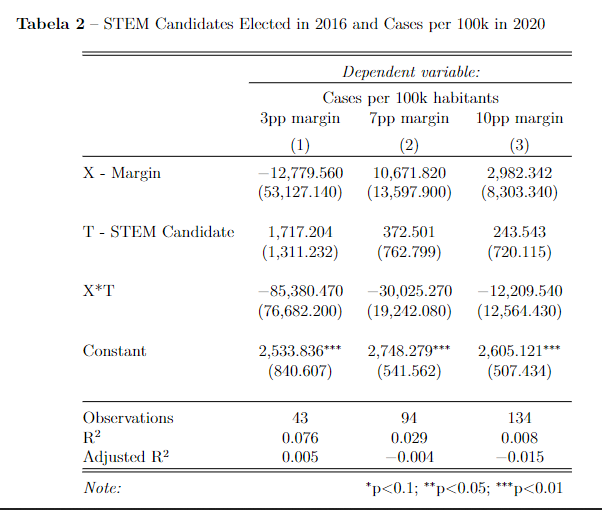 Tabela 2 – STEM Candidates Elected in 2016 and Cases per 100k in 2020
Dependent variable:
Cases per 100k habitants
3pp margin 7pp margin 10pp margin
(1) (2) (3)
X - Margin −12,779.560 10,671.820 2,982.342
(53,127.140) (13,597.900) (8,303.340)
T - STEM Candidate 1,717.204 372.501 243.543
(1,311.232) (762.799) (720.115)
X*T −85,380.470 −30,025.270 −12,209.540
(76,682.200) (19,242.080) (12,564.430)
Constant 2,533.836*** 2,748.279*** 2,605.121***
(840.607) (541.562) (507.434)
Observations 43 94 134
R² 0.076 0.029 0.008
Adjusted R² 0.005 −0.004 −0.015
Note: *p<0.1; **p<0.05; ***p<0.01